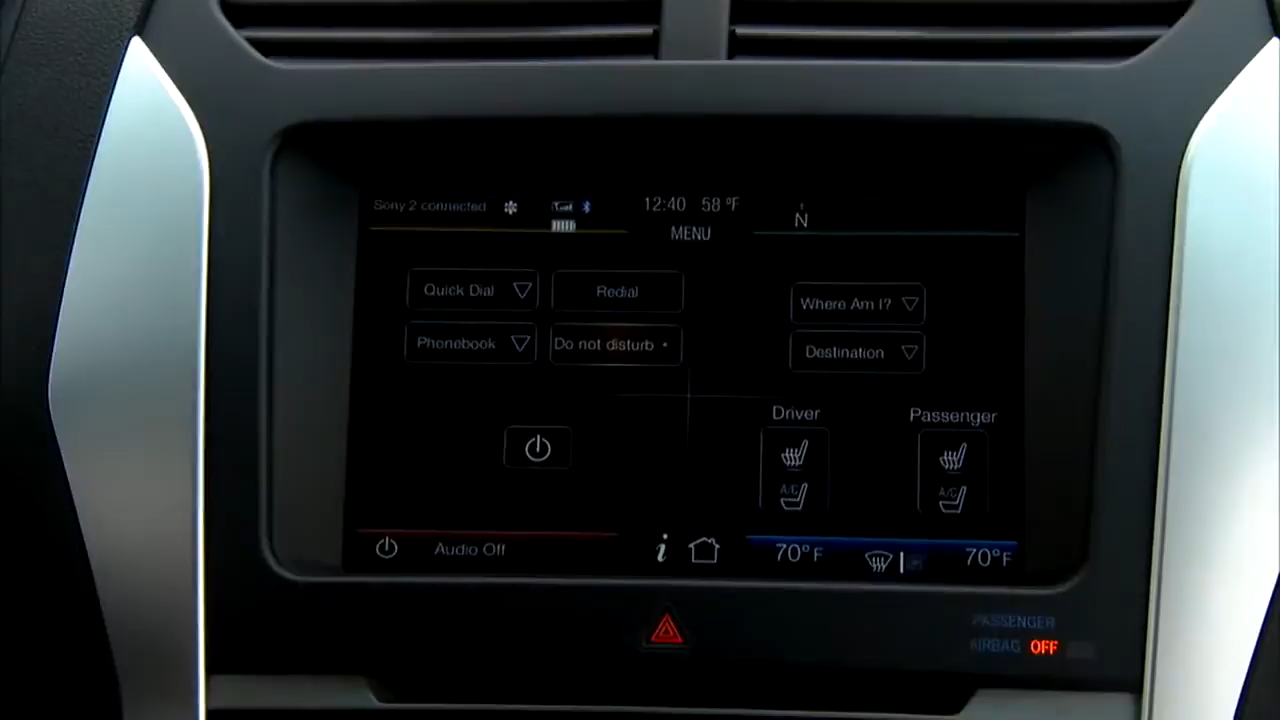 Sony 2 connected
12:40 58 °F
N
MENU
Quick Dial
Redial
Where Am I?
Phonebook
Do not disturb
Destination
Driver
Passenger
A/C
A/C
Audio Off
i
70°F
70°F
PASSENGER
AIRBAG OFF